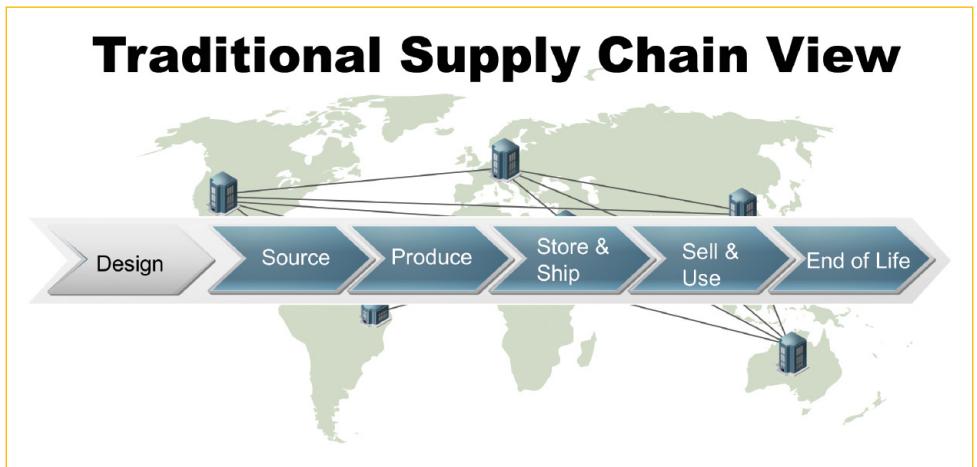 Traditional Supply Chain View
Design
Source
Produce
Store &
Ship
Sell &
Use
End of Life